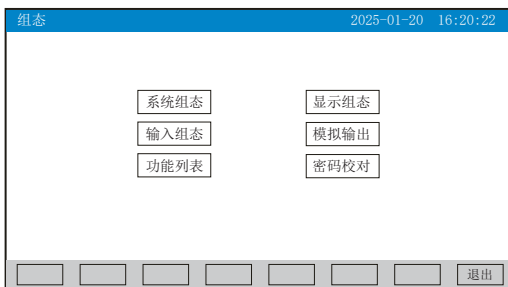 组态 2025-01-20 16:20:22
系统组态 显示组态
输入组态 模拟输出
功能列表 密码校对
退出